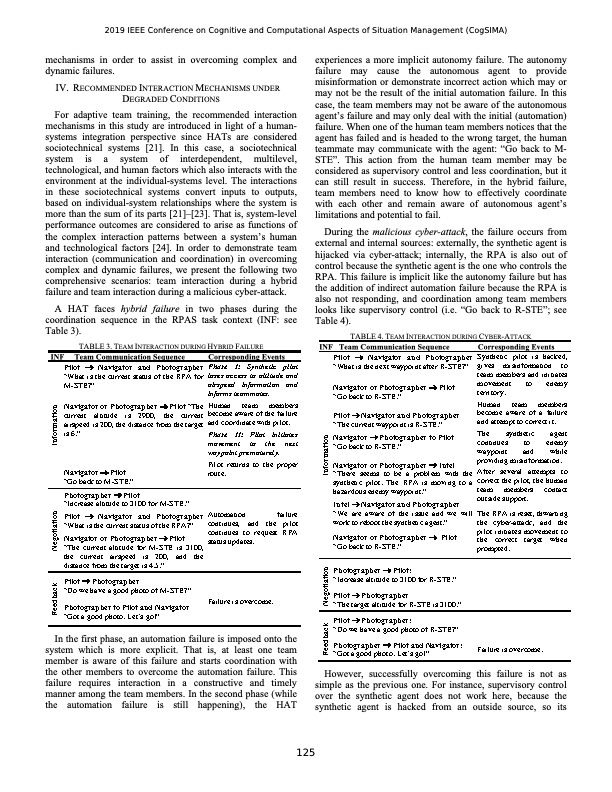 2019 IEEE Conference on Cognitive and Computational Aspects of Situation Management (CogSIMA)
mechanisms in order to assist in overcoming complex and
dynamic failures.
IV. RECOMMENDED INTERACTION MECHANISMS UNDER
DEGRADED CONDITIONS
For adaptive team training, the recommended interaction
mechanisms in this study are introduced in light of a human-
systems integration perspective since HATs are considered
sociotechnical systems [21]. In this case, a sociotechnical
system is a system of interdependent, multilevel,
technological, and human factors which also interacts with the
environment at the individual-systems level. The interactions
in these sociotechnical systems convert inputs to outputs,
based on individual-system relationships where the system is
more than the sum of its parts [21]–[23]. That is, system-level
performance outcomes are considered to arise as functions of
the complex interaction patterns between a system's human
and technological factors [24]. In order to demonstrate team
interaction (communication and coordination) in overcoming
complex and dynamic failures, we present the following two
comprehensive scenarios: team interaction during a hybrid
failure and team interaction during a malicious cyber-attack.
A HAT faces hybrid failure in two phases during the
coordination sequence in the RPAS task context (INF: see
Table 3).
TABLE 3. TEAM INTERACTION DURING HYBRID FAILURE
INF Team Communication Sequence Corresponding Events
Information
Pilot → Navigator and Photographer
"What is the current status of the RPA for
M-STE?"
Phase I: Synthetic pilot
loses access to altitude and
airspeed information and
informs teammates.
Navigator or Photographer → Pilot "The
current altitude is 2900, the current
airspeed is 200, the distance from the target
is 6."
Human team members
become aware of the failure
and coordinate with pilot.
Phase II: Pilot initiates
movement to the next
waypoint prematurely.
Navigator → Pilot
"Go back to M-STE."
Pilot returns to the proper
route.
Negotiation
Photographer → Pilot
"Increase altitude to 3100 for M-STE."
Pilot → Navigator and Photographer
"What is the current status of the RPA?"
Navigator or Photographer → Pilot
"The current altitude for M-STE is 3100,
the current airspeed is 200, and the
distance from the target is 4.5."
Automation failure
continues, and the pilot
continues to request RPA
status updates.
Feedback
Pilot → Photographer
"Do we have a good photo of M-STE?"
Photographer to Pilot and Navigator
"Got a good photo. Let's go!"
Failure is overcome.
In the first phase, an automation failure is imposed onto the
system which is more explicit. That is, at least one team
member is aware of this failure and starts coordination with
the other members to overcome the automation failure. This
failure requires interaction in a constructive and timely
manner among the team members. In the second phase (while
the automation failure is still happening), the HAT
experiences a more implicit autonomy failure. The autonomy
failure may cause the autonomous agent to provide
misinformation or demonstrate incorrect action which may or
may not be the result of the initial automation failure. In this
case, the team members may not be aware of the autonomous
agent's failure and may only deal with the initial (automation)
failure. When one of the human team members notices that the
agent has failed and is headed to the wrong target, the human
teammate may communicate with the agent: "Go back to M-
STE". This action from the human team member may be
considered as supervisory control and less coordination, but it
can still result in success. Therefore, in the hybrid failure,
team members need to know how to effectively coordinate
with each other and remain aware of autonomous agent's
limitations and potential to fail.
During the malicious cyber-attack, the failure occurs from
external and internal sources: externally, the synthetic agent is
hijacked via cyber-attack; internally, the RPA is also out of
control because the synthetic agent is the one who controls the
RPA. This failure is implicit like the autonomy failure but has
the addition of indirect automation failure because the RPA is
also not responding, and coordination among team members
looks like supervisory control (i.e. "Go back to R-STE"; see
Table 4).
TABLE 4. TEAM INTERACTION DURING CYBER-ATTACK
INF Team Communication Sequence Corresponding Events
Information
Pilot → Navigator and Photographer
"What is the next waypoint after R-STE?"
Synthetic pilot is hacked,
gives misinformation to
team members and initiates
movement to enemy
territory.
Navigator or Photographer → Pilot
"Go back to R-STE."
Human team members
become aware of a failure
and attempt to correct it.
Pilot → Navigator and Photographer
"The current waypoint is R-STE."
Navigator or Photographer to Pilot
"Go back to R-STE."
The synthetic agent
continues to enemy
waypoint and while
providing misinformation.
Navigator or Photographer → Intel
"There seems to be a problem with the
synthetic pilot. The RPA is moving to a
hazardous enemy waypoint."
After several attempts to
correct the pilot, the human
team members contact
outside support.
Intel → Navigator and Photographer
"We are aware of the issue and we will
work to reboot the synthetic agent."
Navigator or Photographer → Pilot
"Go back to R-STE."
The RPA is reset, thwarting
the cyber-attack, and the
pilot initiates movement to
the correct target when
prompted.
Negotiation
Pilot → Photographer:
"Increase altitude to 3100 for R-STE."
Pilot → Photographer
"The target altitude for R-STE is 3100."
Feedback
Pilot → Photographer:
"Do we have a good photo of R-STE?"
Photographer → Pilot and Navigator:
"Got a good photo. Let's go!"
Failure is overcome.
However, successfully overcoming this failure is not as
simple as the previous one. For instance, supervisory control
over the synthetic agent does not work here, because the
synthetic agent is hacked from an outside source, so its
125